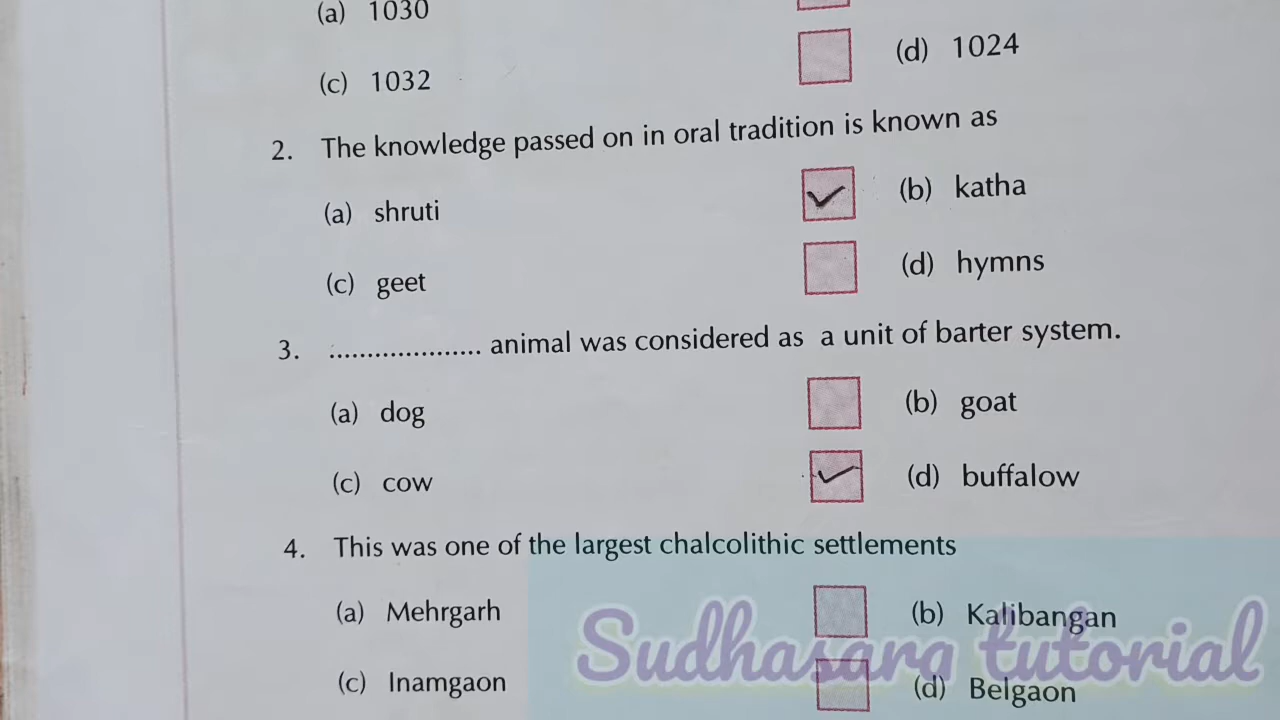 (a) 1030
(c) 1032 (d) 1024
2. The knowledge passed on in oral tradition is known as
(a) shruti (b) katha
(c) geet (d) hymns
3. .................... animal was considered as a unit of barter system.
(a) dog (b) goat
(c) cow (d) buffalow
4. This was one of the largest chalcolithic settlements
(a) Mehrgarh (b) Kalibangan
(c) Inamgaon (d) Belgaon
Sudhasara tutorial